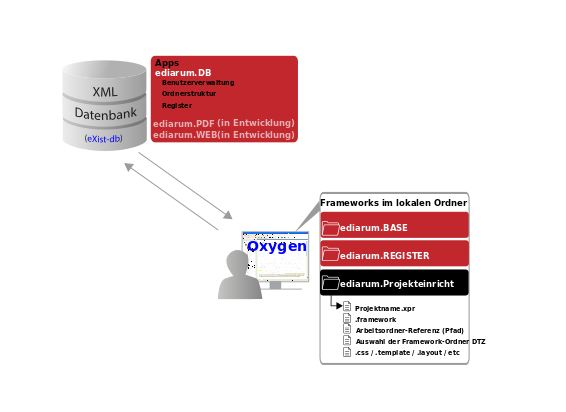 Apps
ediarum.DB
Benutzerverwaltung
Ordnerstruktur
Register
ediarum.PDF (in Entwicklung)
ediarum.WEB(in Entwicklung)
XML
Datenbank
(eXist-db)
Frameworks im lokalen Ordner
ediarum.BASE
ediarum.REGISTER
ediarum.Projekteinricht
Oxygen
Projektname.xpr
.framework
Arbeitsordner-Referenz (Pfad)
Auswahl der Framework-Ordner DTZ
.css / .template / .layout / etc